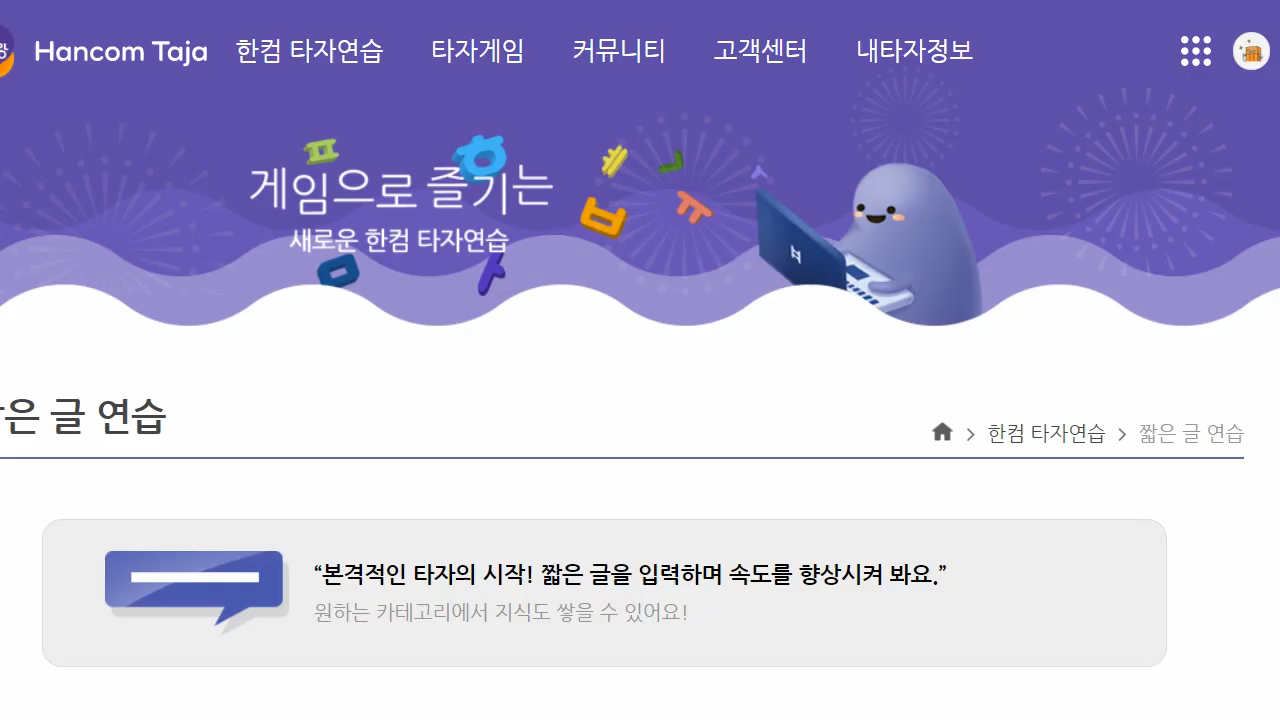 Hancom Taja 한컴 타자연습 타자게임 커뮤니티 고객센터 내타자정보
게임으로 즐기는
새로운 한컴 타자연습
은 글 연습
한컴 타자연습 > 짧은 글 연습
“본격적인 타자의 시작! 짧은 글을 입력하며 속도를 향상시켜 봐요.”
원하는 카테고리에서 지식도 쌓을 수 있어요!